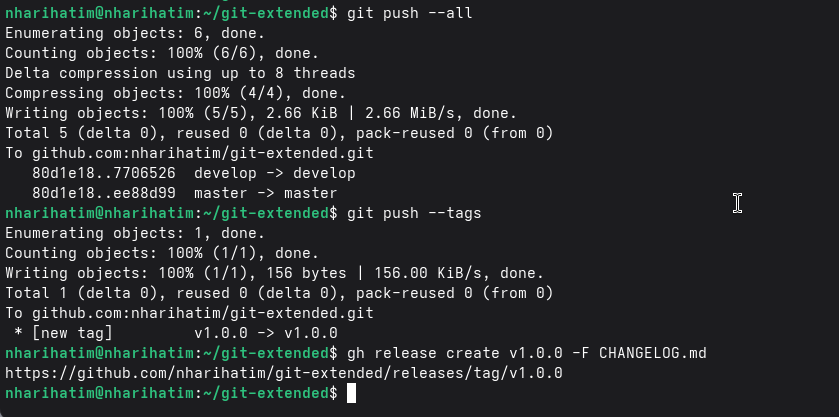 nharihatim@nharihatim:~/git-extended$ git push --all
Enumerating objects: 6, done.
Counting objects: 100% (6/6), done.
Delta compression using up to 8 threads
Compressing objects: 100% (4/4), done.
Writing objects: 100% (5/5), 2.66 KiB | 2.66 MiB/s, done.
Total 5 (delta 0), reused 0 (delta 0), pack-reused 0 (from 0)
To github.com:nharihatim/git-extended.git
   80d1e18..7706526  develop -> develop
   80d1e18..ee88d99  master -> master
nharihatim@nharihatim:~/git-extended$ git push --tags
Enumerating objects: 1, done.
Counting objects: 100% (1/1), done.
Writing objects: 100% (1/1), 156 bytes | 156.00 KiB/s, done.
Total 1 (delta 0), reused 0 (delta 0), pack-reused 0 (from 0)
To github.com:nharihatim/git-extended.git
 * [new tag]         v1.0.0 -> v1.0.0
nharihatim@nharihatim:~/git-extended$ gh release create v1.0.0 -F CHANGELOG.md
https://github.com/nharihatim/git-extended/releases/tag/v1.0.0
nharihatim@nharihatim:~/git-extended$